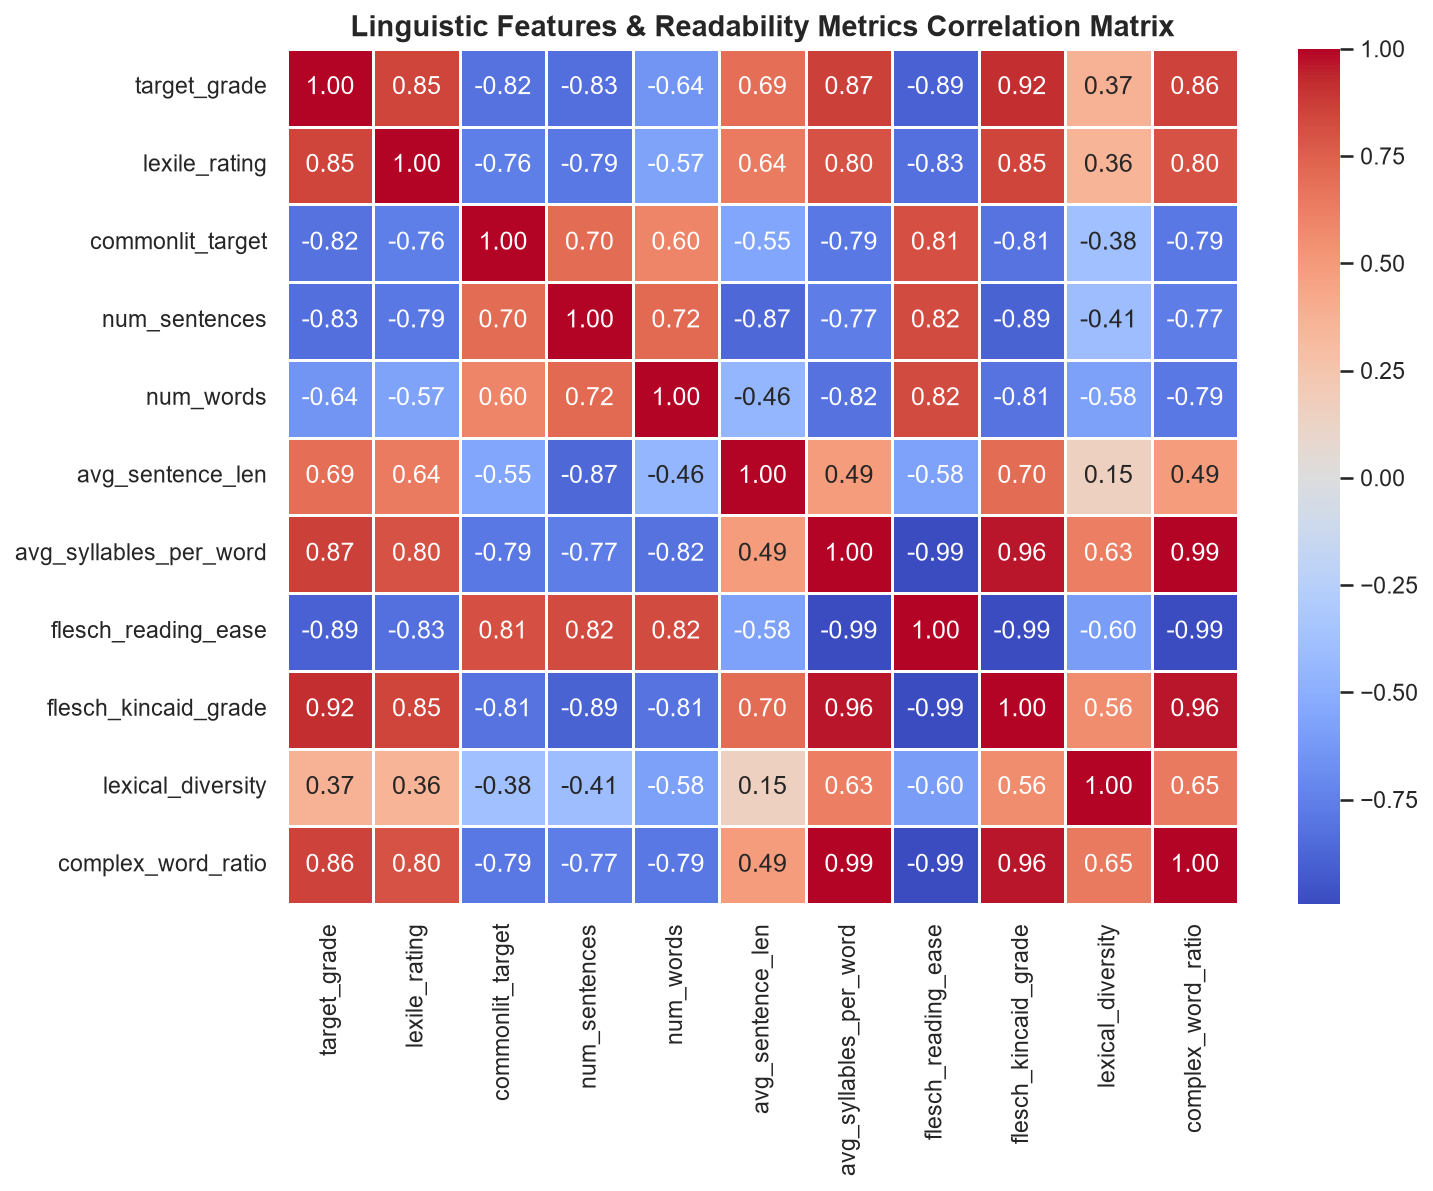 Linguistic Features & Readability Metrics Correlation Matrix
target_grade 1.00 0.85 -0.82 -0.83 -0.64 0.69 0.87 -0.89 0.92 0.37 0.86
lexile_rating 0.85 1.00 -0.76 -0.79 -0.57 0.64 0.80 -0.83 0.85 0.36 0.80
commonlit_target -0.82 -0.76 1.00 0.70 0.60 -0.55 -0.79 0.81 -0.81 -0.38 -0.79
num_sentences -0.83 -0.79 0.70 1.00 0.72 -0.87 -0.77 0.82 -0.89 -0.41 -0.77
num_words -0.64 -0.57 0.60 0.72 1.00 -0.46 -0.82 0.82 -0.81 -0.58 -0.79
avg_sentence_len 0.69 0.64 -0.55 -0.87 -0.46 1.00 0.49 -0.58 0.70 0.15 0.49
avg_syllables_per_word 0.87 0.80 -0.79 -0.77 -0.82 0.49 1.00 -0.99 0.96 0.63 0.99
flesch_reading_ease -0.89 -0.83 0.81 0.82 0.82 -0.58 -0.99 1.00 -0.99 -0.60 -0.99
flesch_kincaid_grade 0.92 0.85 -0.81 -0.89 -0.81 0.70 0.96 -0.99 1.00 0.56 0.96
lexical_diversity 0.37 0.36 -0.38 -0.41 -0.58 0.15 0.63 -0.60 0.56 1.00 0.65
complex_word_ratio 0.86 0.80 -0.79 -0.77 -0.79 0.49 0.99 -0.99 0.96 0.65 1.00
target_grade
lexile_rating
commonlit_target
num_sentences
num_words
avg_sentence_len
avg_syllables_per_word
flesch_reading_ease
flesch_kincaid_grade
lexical_diversity
complex_word_ratio
1.00
0.75
0.50
0.25
0.00
−0.25
−0.50
−0.75